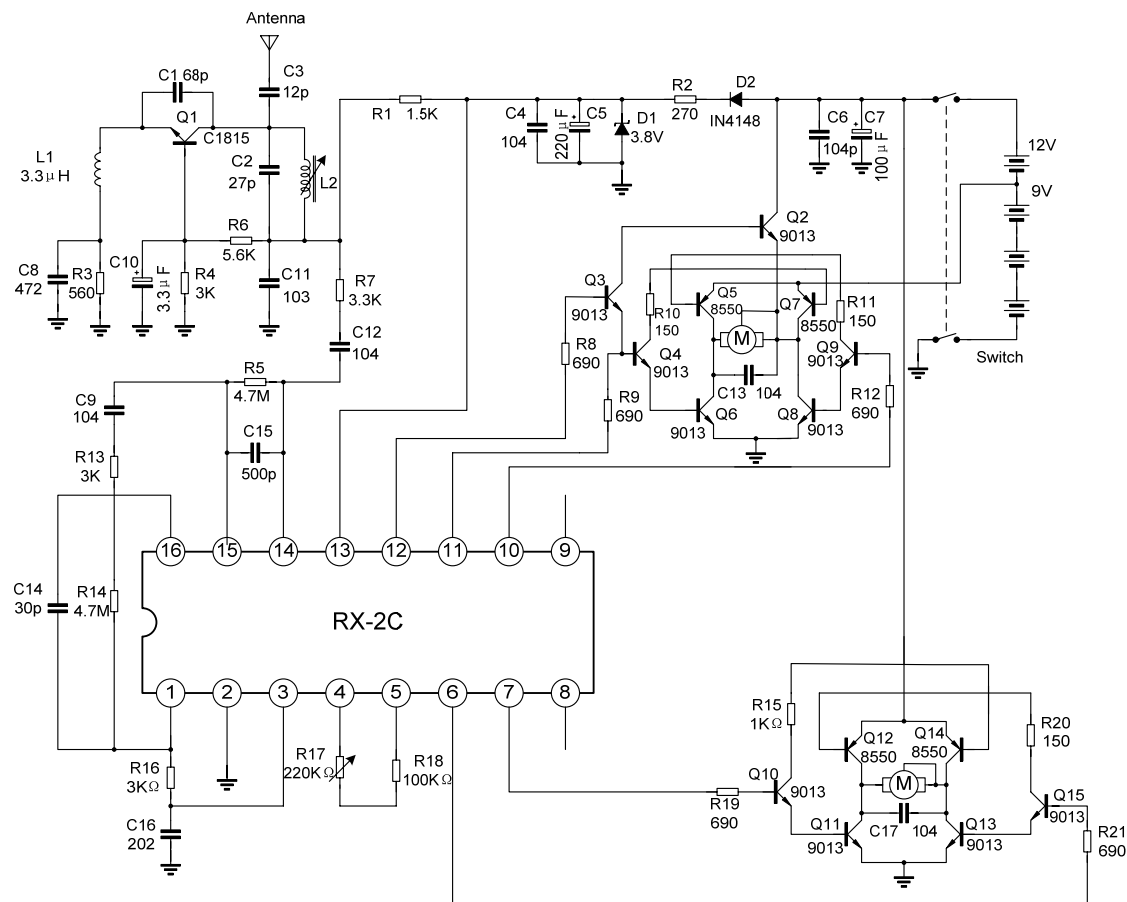 Antenna
C1 68p
C3
12p
Q1
C1815
R1 1.5K
C4
104
C5
220μF
D1
3.8V
R2
270
D2
IN4148
C6
104p
C7
100μF
12V
9V
L1
3.3μH
C2
27p
L2
R6
5.6K
C8
472
R3
560
C10
3.3μF
R4
3K
C11
103
R7
3.3K
C12
104
Q2
9013
Q3
9013
R10
150
Q5
8550
Q7
8550
R11
150
M
R8
690
Q4
9013
Q9
9013
C13 104
R9
690
Q6
9013
Q8
9013
R12
690
Switch
R5
4.7M
C9
104
C15
500p
R13
3K
16 15 14 13 12 11 10 9
C14
30p
R14
4.7M
RX-2C
1 2 3 4 5 6 7 8
R16
3KΩ
R17
220KΩ
R18
100KΩ
C16
202
R15
1KΩ
Q12
8550
Q14
8550
R20
150
M
R19
690
Q10
9013
Q11
9013
C17 104
Q13
9013
Q15
9013
R21
690